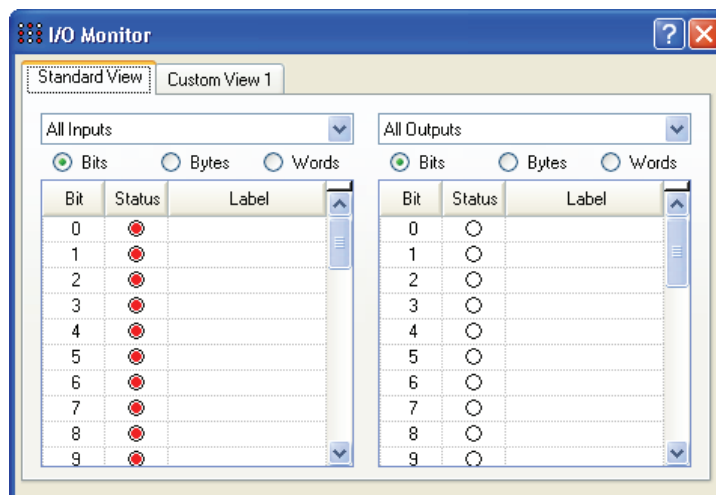 I/O Monitor
Standard View Custom View 1
All Inputs All Outputs
Bits Bytes Words Bits Bytes Words
Bit Status Label Bit Status Label
0 0
1 1
2 2
3 3
4 4
5 5
6 6
7 7
8 8
9 9